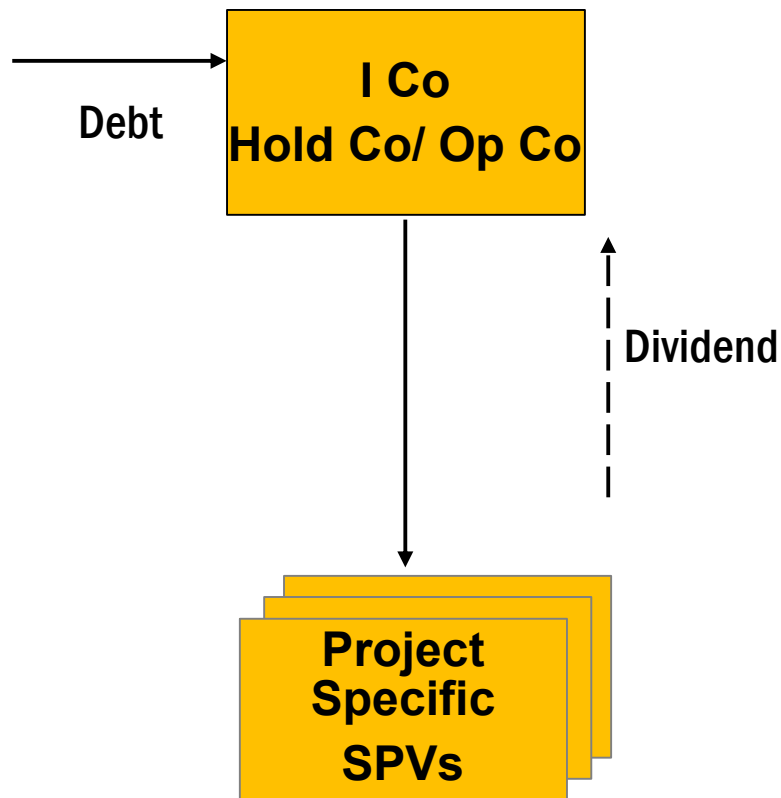 I Co
Hold Co/ Op Co
Debt
Dividend
Project
Specific
SPVs